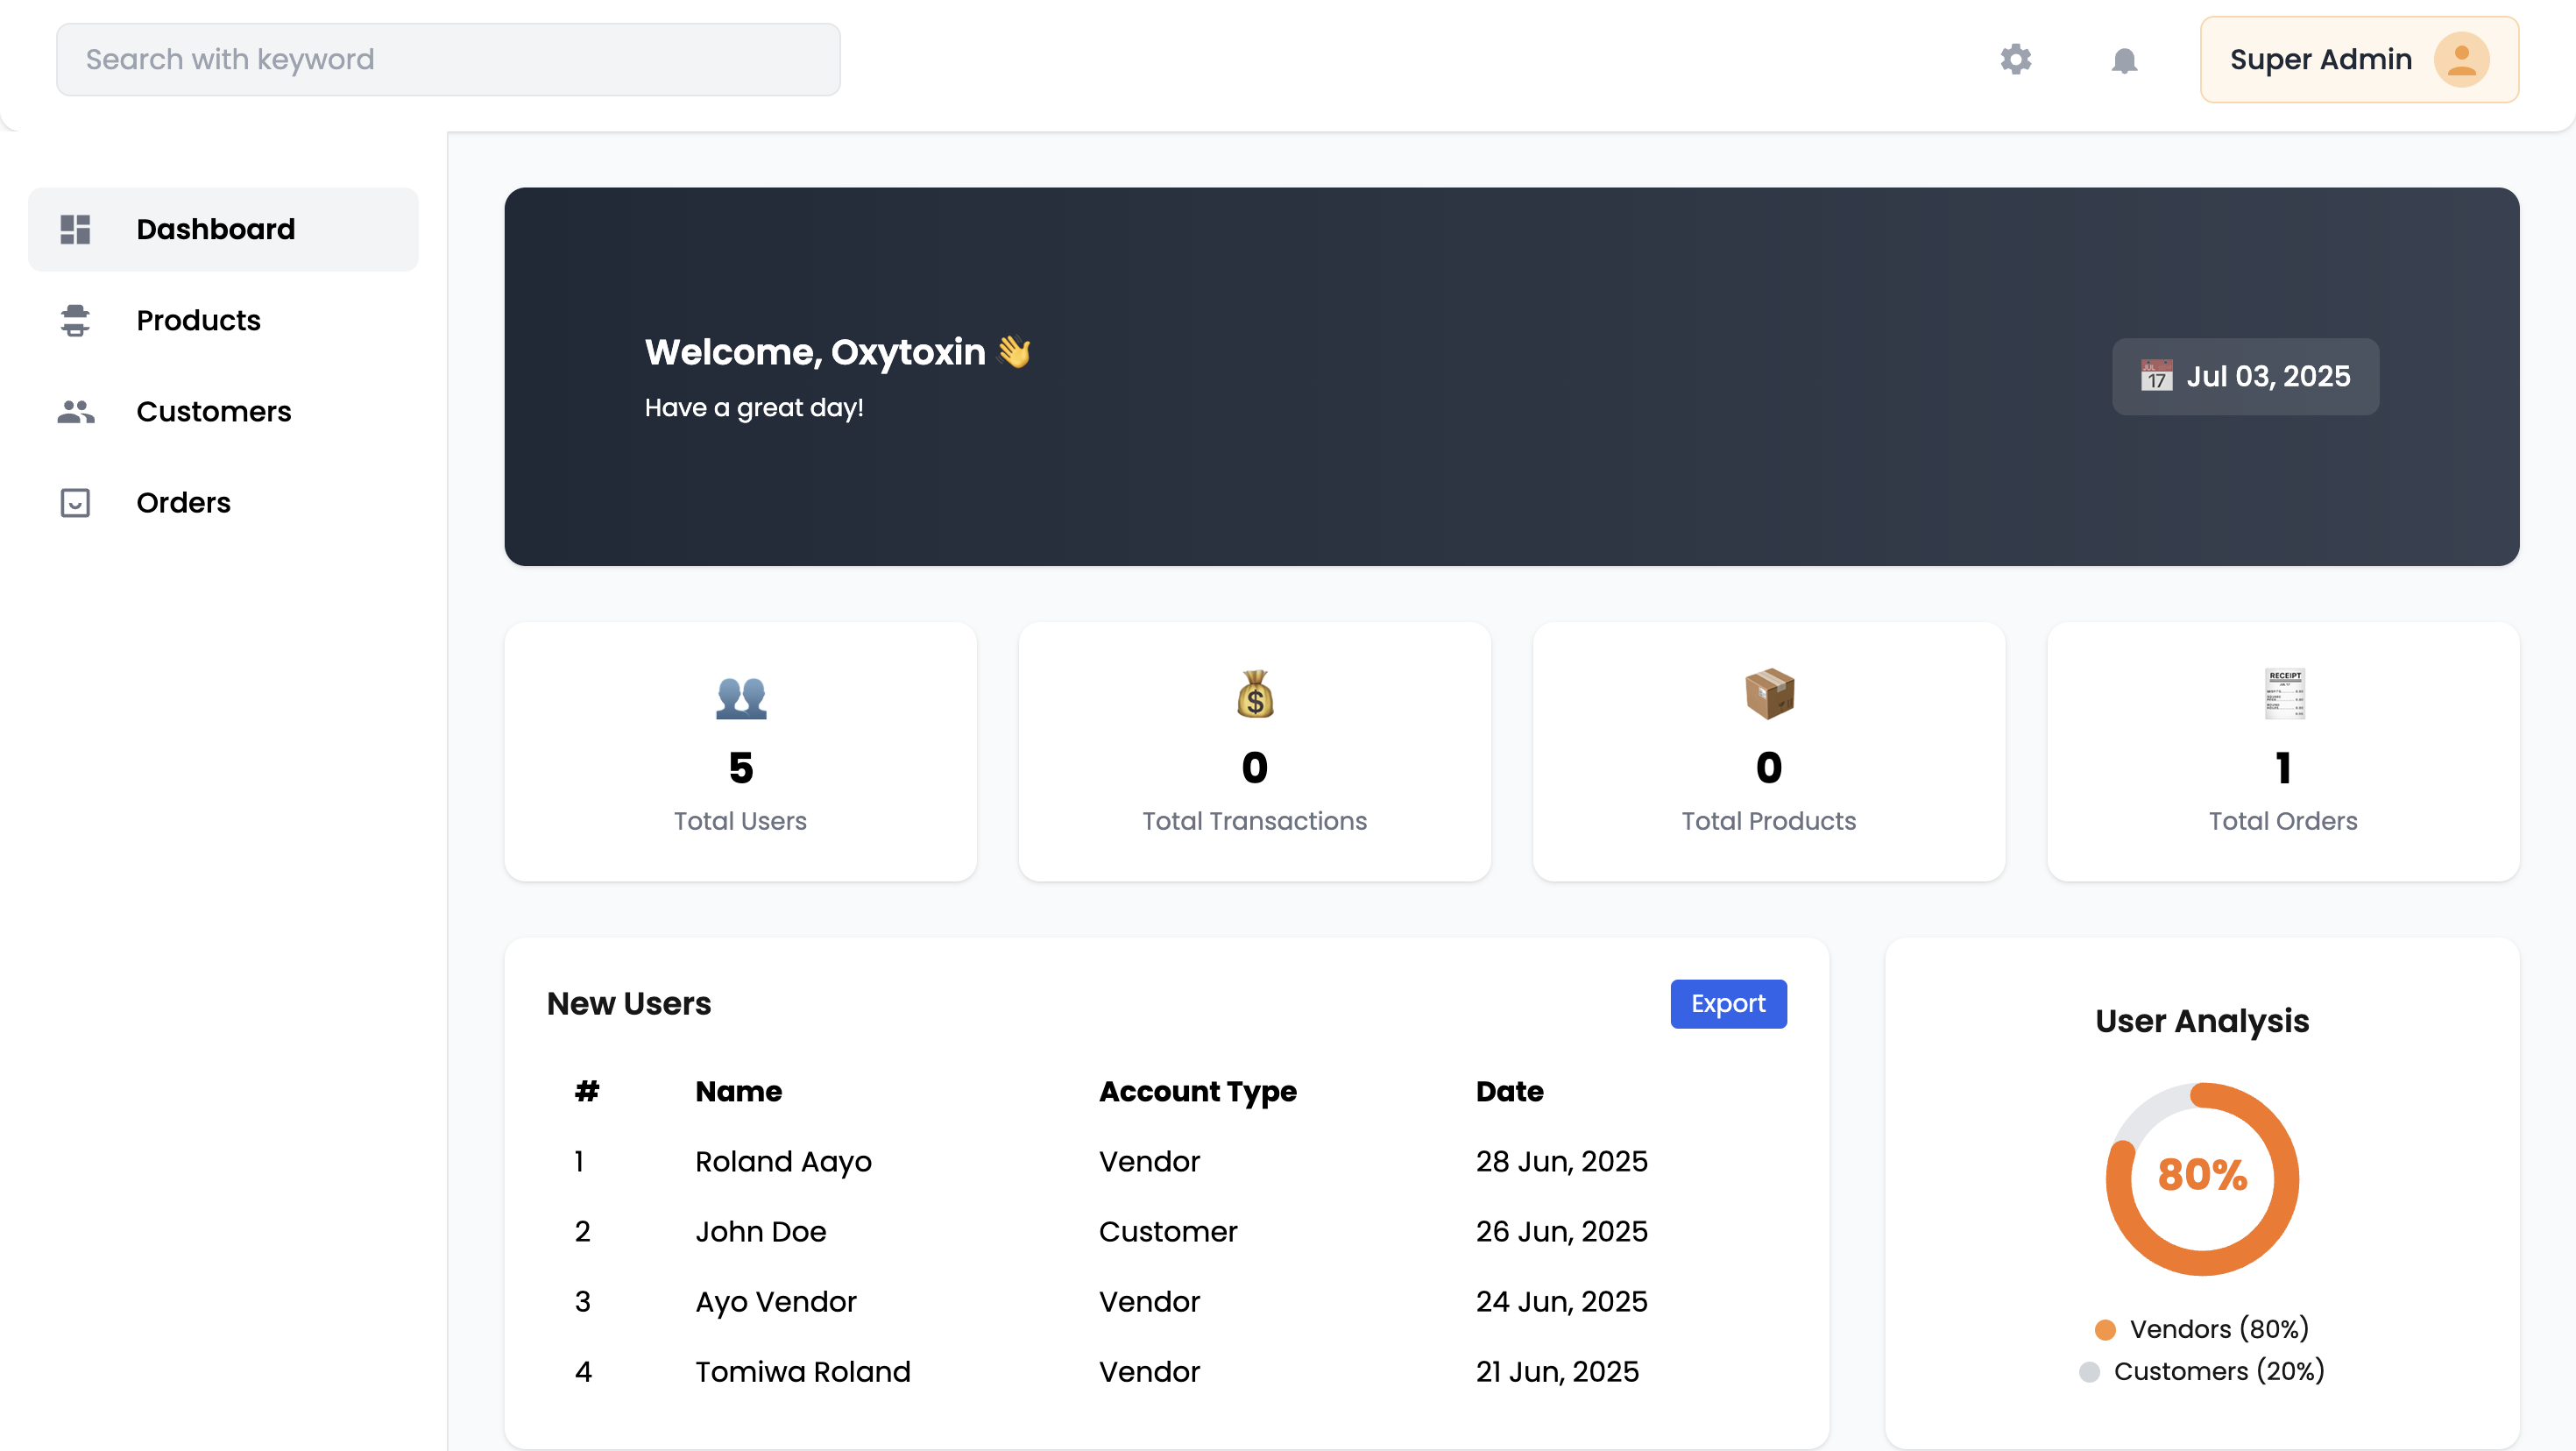 Search with keyword
Super Admin
Dashboard
Products
Customers
Orders
Welcome, Oxytoxin 👋
Have a great day!
JUL
17
Jul 03, 2025
5
Total Users
$
0
Total Transactions
0
Total Products
RECEIPT
1
Total Orders
New Users
Export
# Name Account Type Date
1 Roland Aayo Vendor 28 Jun, 2025
2 John Doe Customer 26 Jun, 2025
3 Ayo Vendor Vendor 24 Jun, 2025
4 Tomiwa Roland Vendor 21 Jun, 2025
User Analysis
80%
Vendors (80%)
Customers (20%)